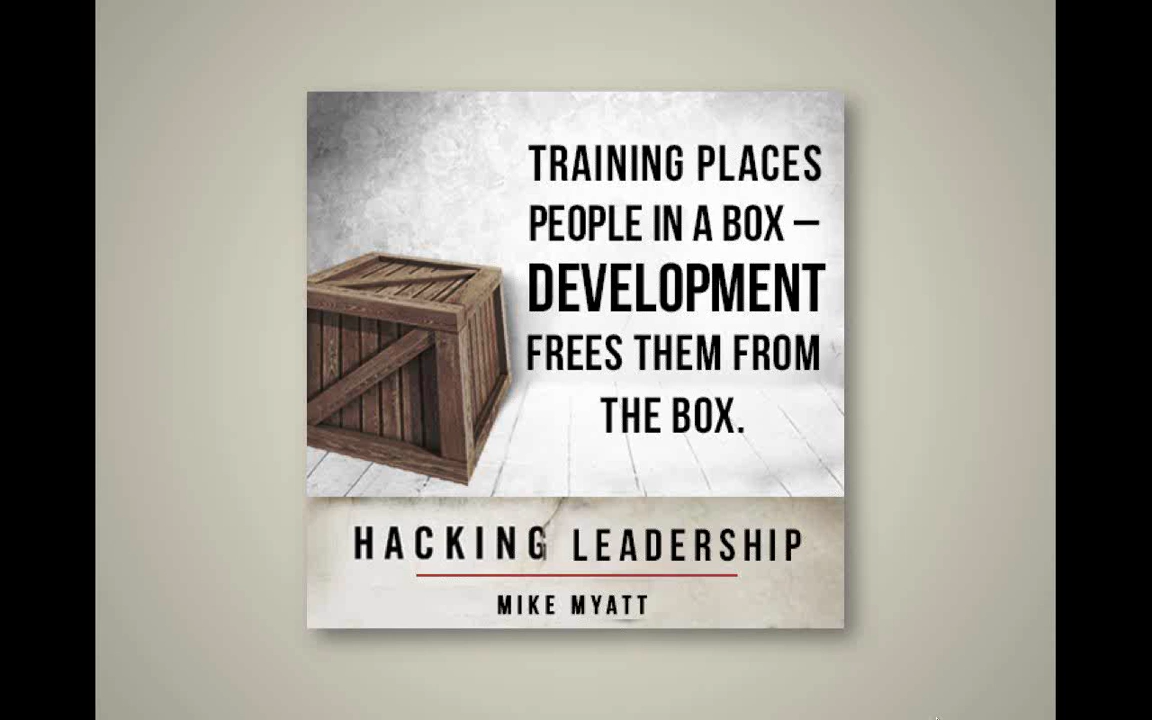 TRAINING PLACES
PEOPLE IN A BOX –
DEVELOPMENT
FREES THEM FROM
THE BOX.
HACKING LEADERSHIP
MIKE MYATT